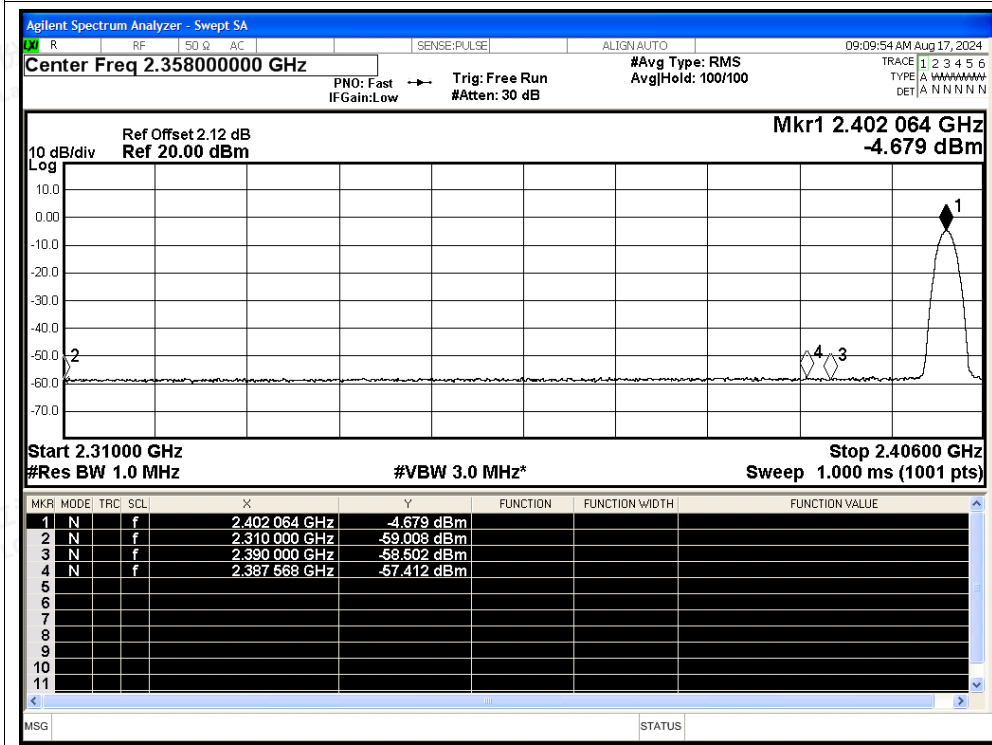 Agilent Spectrum Analyzer - Swept SA
LXI R RF 50 Ω AC SENSE:PULSE ALIGN AUTO 09:09:54 AM Aug 17, 2024
Center Freq 2.358000000 GHz
PNO: Fast
IFGain:Low
Trig: Free Run
#Atten: 30 dB
#Avg Type: RMS
Avg|Hold: 100/100
TRACE 1 2 3 4 5 6
TYPE A WWWWW
DET A N N N N N
Ref Offset 2.12 dB
10 dB/div Ref 20.00 dBm
Log
Mkr1 2.402 064 GHz
-4.679 dBm
10.0
0.00
-10.0
-20.0
-30.0
-40.0
-50.0
-60.0
-70.0
1
2
4 3
Start 2.31000 GHz Stop 2.40600 GHz
#Res BW 1.0 MHz #VBW 3.0 MHz* Sweep 1.000 ms (1001 pts)
MKR MODE TRC SCL X Y FUNCTION FUNCTION WIDTH FUNCTION VALUE
1 N f 2.402 064 GHz -4.679 dBm
2 N f 2.310 000 GHz -59.008 dBm
3 N f 2.390 000 GHz -58.502 dBm
4 N f 2.387 568 GHz -57.412 dBm
5
6
7
8
9
10
11
MSG STATUS